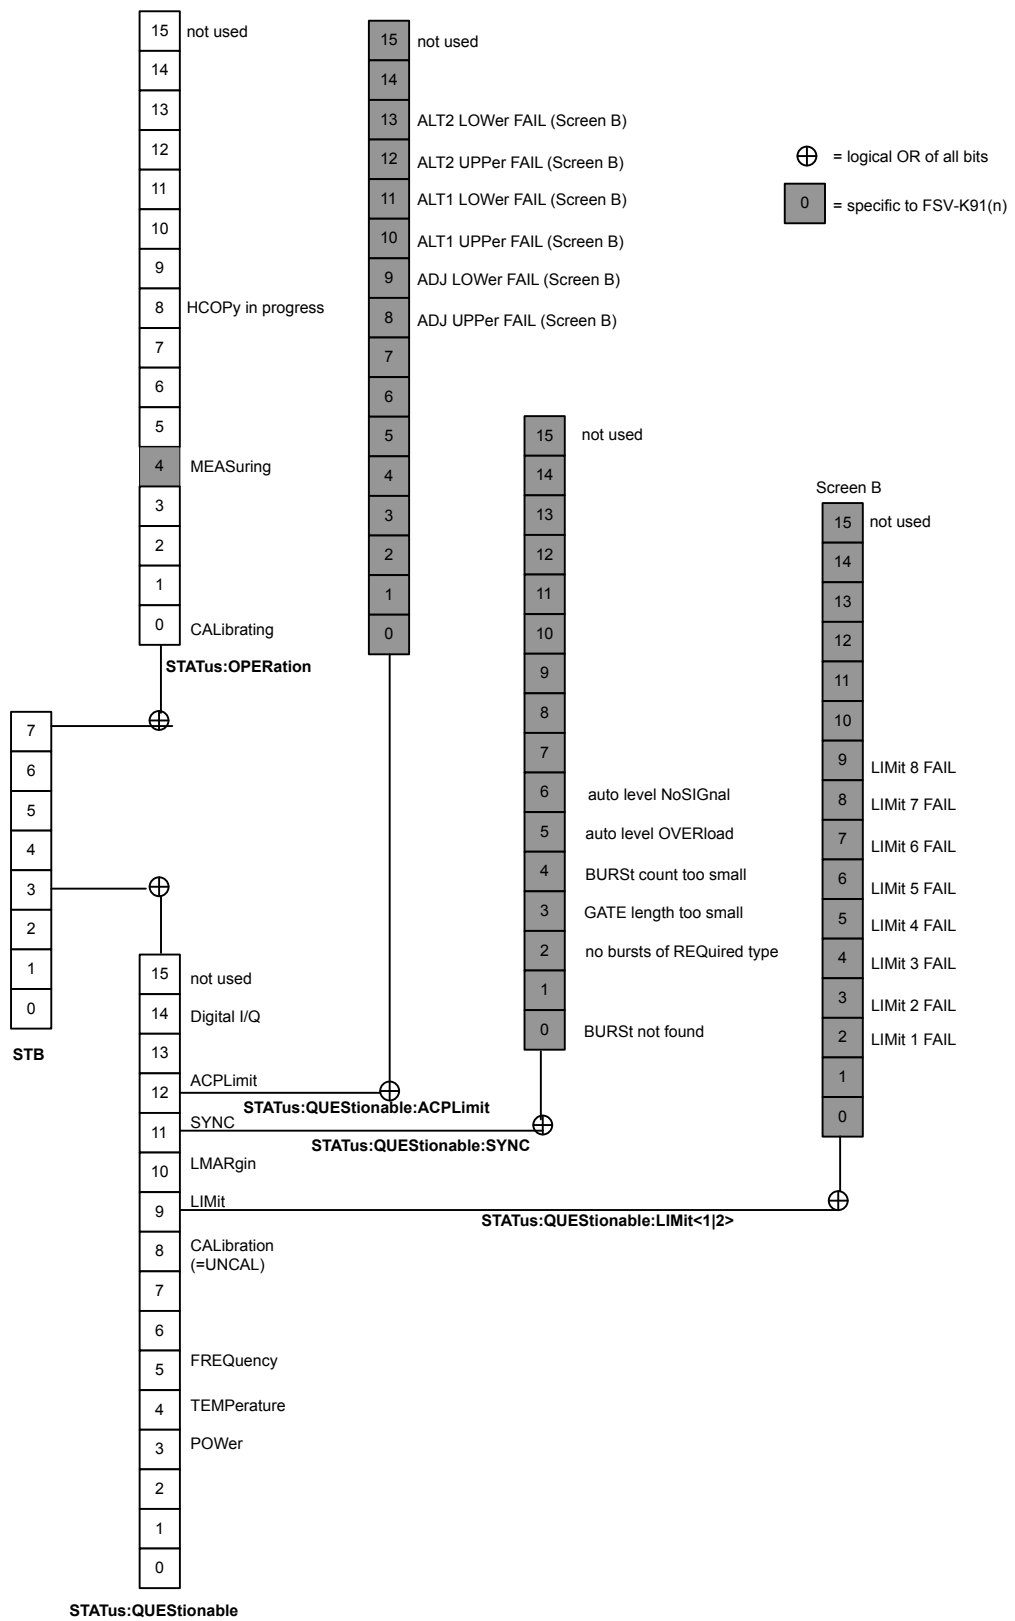 15 not used
14
13
12
11
10
9
8 HCOPy in progress
7
6
5
4 MEASuring
3
2
1
0 CALibrating
STATus:OPERation
15 not used
14
13 ALT2 LOWer FAIL (Screen B)
12 ALT2 UPPer FAIL (Screen B)
11 ALT1 LOWer FAIL (Screen B)
10 ALT1 UPPer FAIL (Screen B)
9 ADJ LOWer FAIL (Screen B)
8 ADJ UPPer FAIL (Screen B)
7
6
5
4
3
2
1
0
= logical OR of all bits
0 = specific to FSV-K91(n)
15 not used
14
13
12
11
10
9
8
7
6 auto level NoSIGnal
5 auto level OVERload
4 BURSt count too small
3 GATE length too small
2 no bursts of REQuired type
1
0 BURSt not found
Screen B
15 not used
14
13
12
11
10
9 LIMit 8 FAIL
8 LIMit 7 FAIL
7 LIMit 6 FAIL
6 LIMit 5 FAIL
5 LIMit 4 FAIL
4 LIMit 3 FAIL
3 LIMit 2 FAIL
2 LIMit 1 FAIL
1
0
7
6
5
4
3
2
1
0
STB
15 not used
14 Digital I/Q
13
12 ACPLimit
STATus:QUEStionable:ACPLimit
11 SYNC
STATus:QUEStionable:SYNC
10 LMARgin
9 LIMit
STATus:QUEStionable:LIMit<1|2>
8 CALibration
(=UNCAL)
7
6
5 FREQuency
4 TEMPerature
3 POWer
2
1
0
STATus:QUEStionable